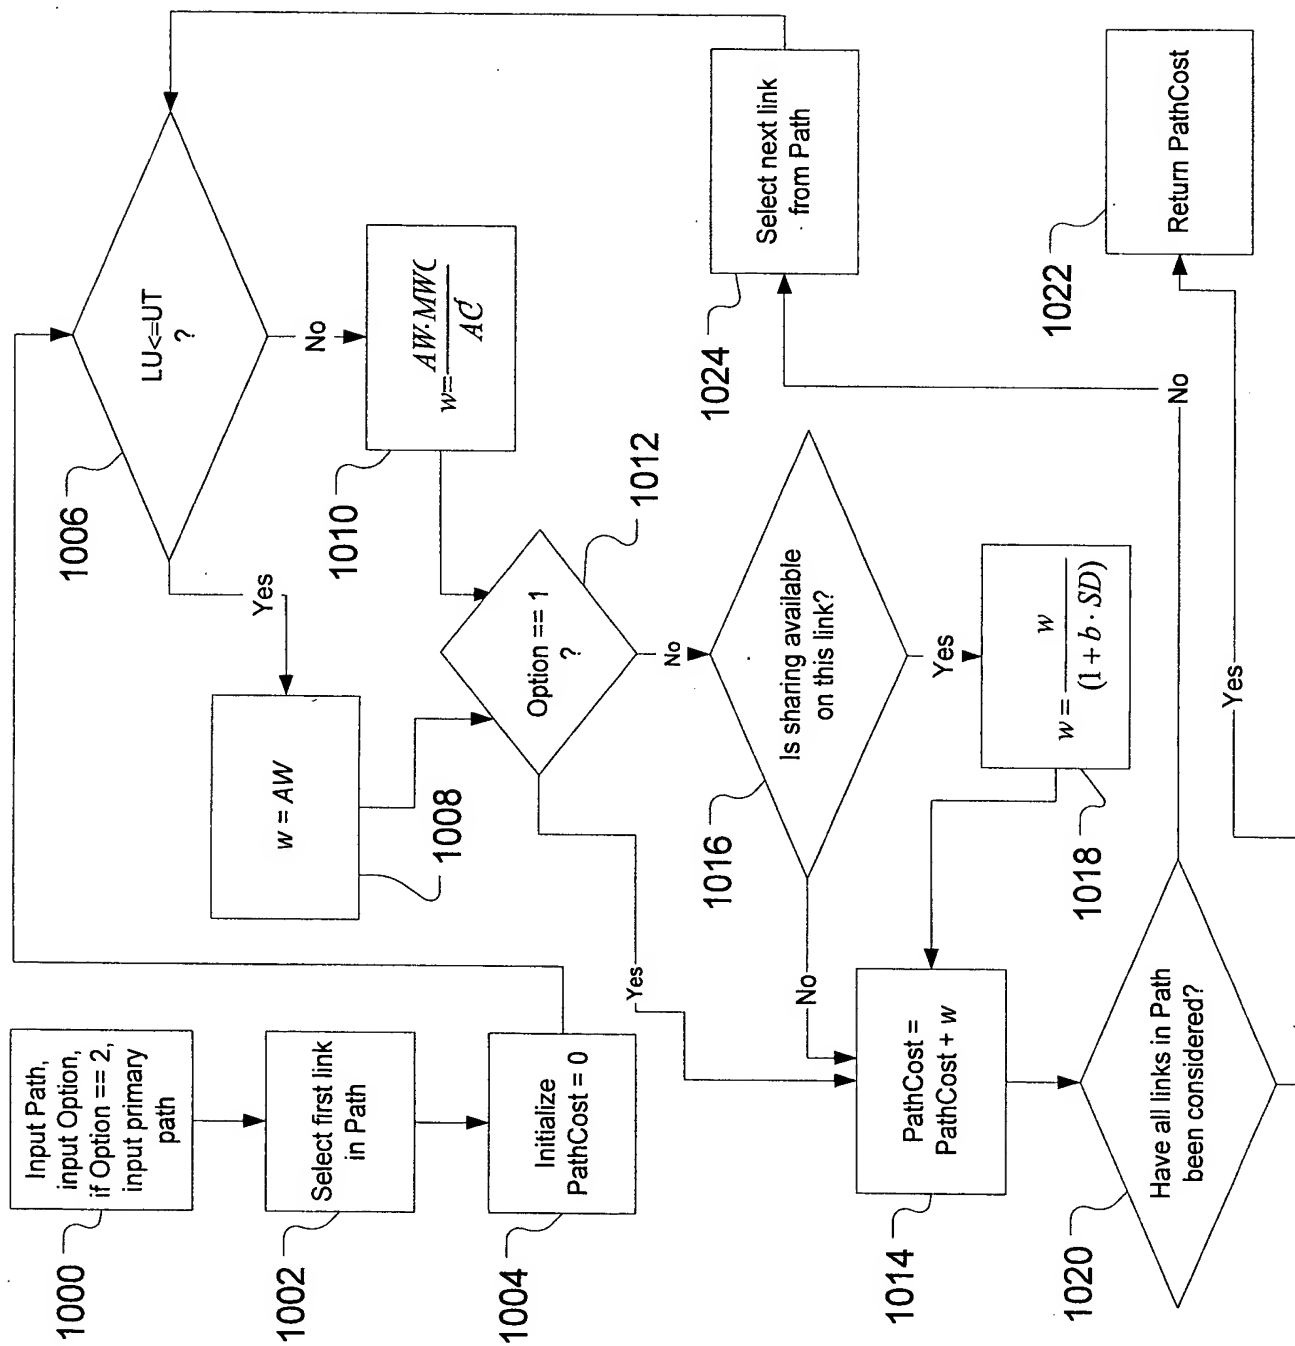 1000
Input Path,
input Option,
if Option == 2,
input primary
path
1002
Select first link
in Path
1004
Initialize
PathCost = 0
1006
LU<=UT
?
Yes
No
w = AW
1008
1010
w= AW·MWC / AC
1012
Option == 1
?
Yes
No
1016
Is sharing available
on this link?
No
Yes
1018
w = w / (1 + b · SD)
1014
PathCost =
PathCost + w
1020
Have all links in Path
been considered?
No
Yes
1024
Select next link
from Path
1022
Return PathCost